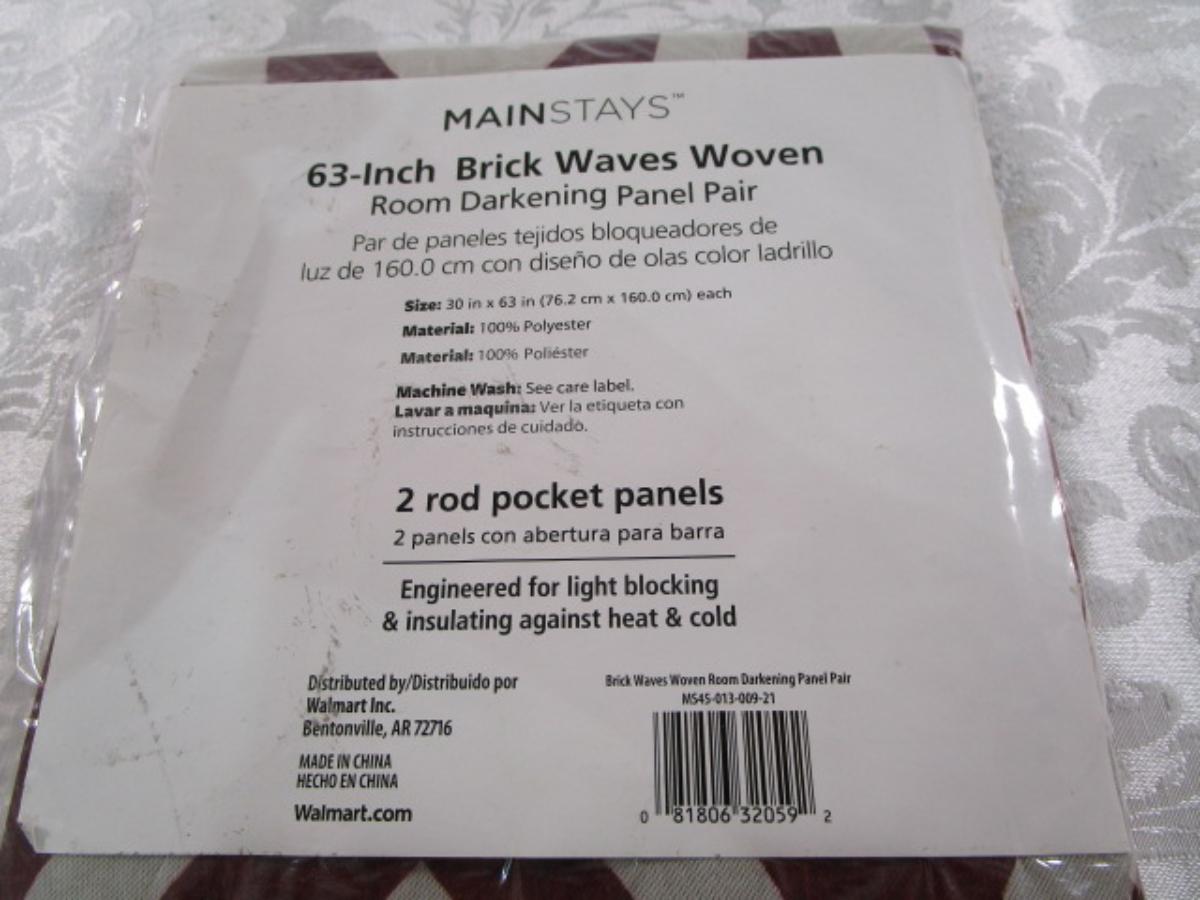 MAINSTAYS™
63-Inch Brick Waves Woven
Room Darkening Panel Pair
Par de paneles tejidos bloqueadores de
luz de 160.0 cm con diseño de olas color ladrillo
Size: 30 in x 63 in (76.2 cm x 160.0 cm) each
Material: 100% Polyester
Material: 100% Poliéster
Machine Wash: See care label.
Lavar a maquina: Ver la etiqueta con
instrucciones de cuidado.
2 rod pocket panels
2 panels con abertura para barra
Engineered for light blocking
& insulating against heat & cold
Distributed by/Distribuido por
Walmart Inc.
Bentonville, AR 72716
MADE IN CHINA
HECHO EN CHINA
Walmart.com
Brick Waves Woven Room Darkening Panel Pair
MS45-013-009-21
0 81806 32059 2